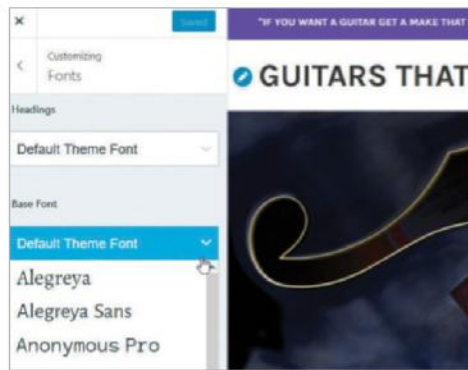 Saved
Customizing
Fonts
Headings
Default Theme Font
Base Font
Default Theme Font
Alegreya
Alegreya Sans
Anonymous Pro
"IF YOU WANT A GUITAR GET A MAKE THAT
GUITARS THAT